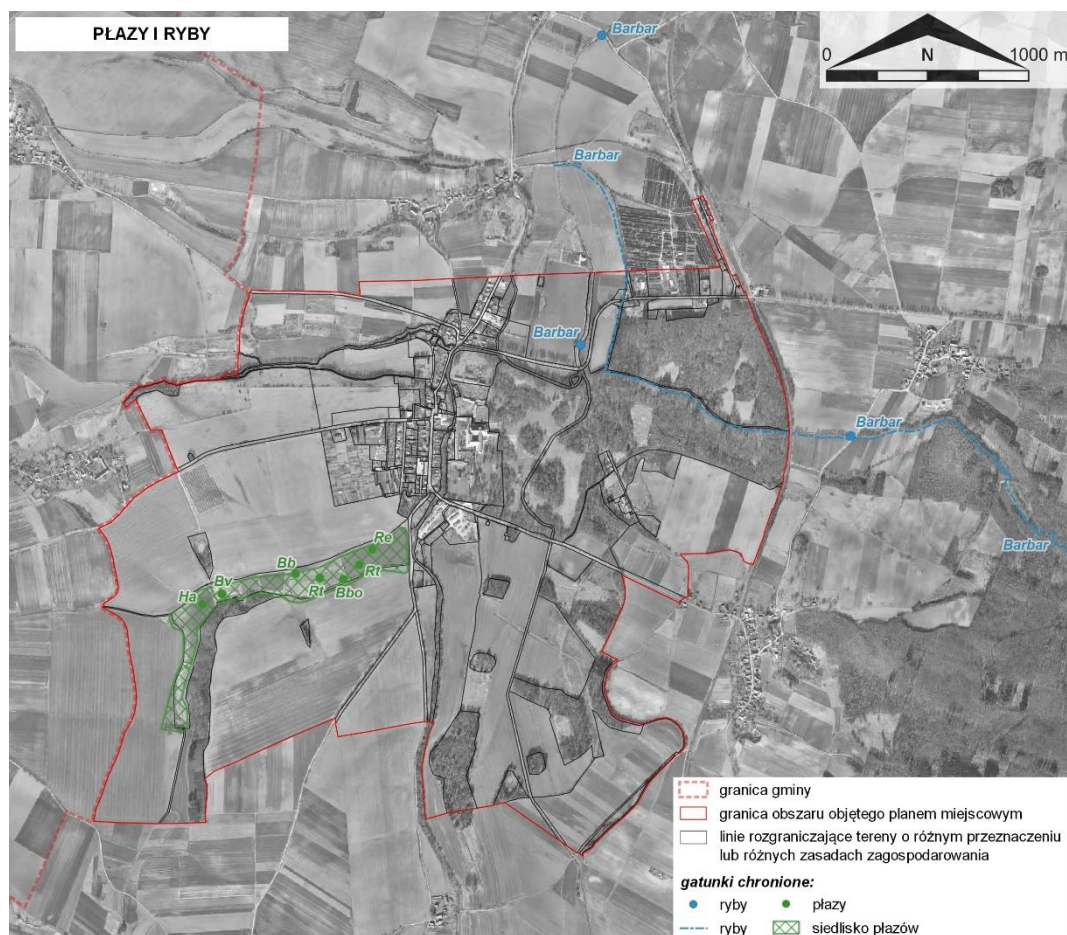 PŁAZY I RYBY
Barbar
0 N 1000 m
Barbar
Barbar
Barbar
Barbar
Re
Bb
Rt
Bv
Rt
Bbo
Ha
granica gminy
granica obszaru objętego planem miejscowym
linie rozgraniczające tereny o różnym przeznaczeniu
lub różnych zasadach zagospodarowania
gatunki chronione:
ryby płazy
ryby siedlisko płazów